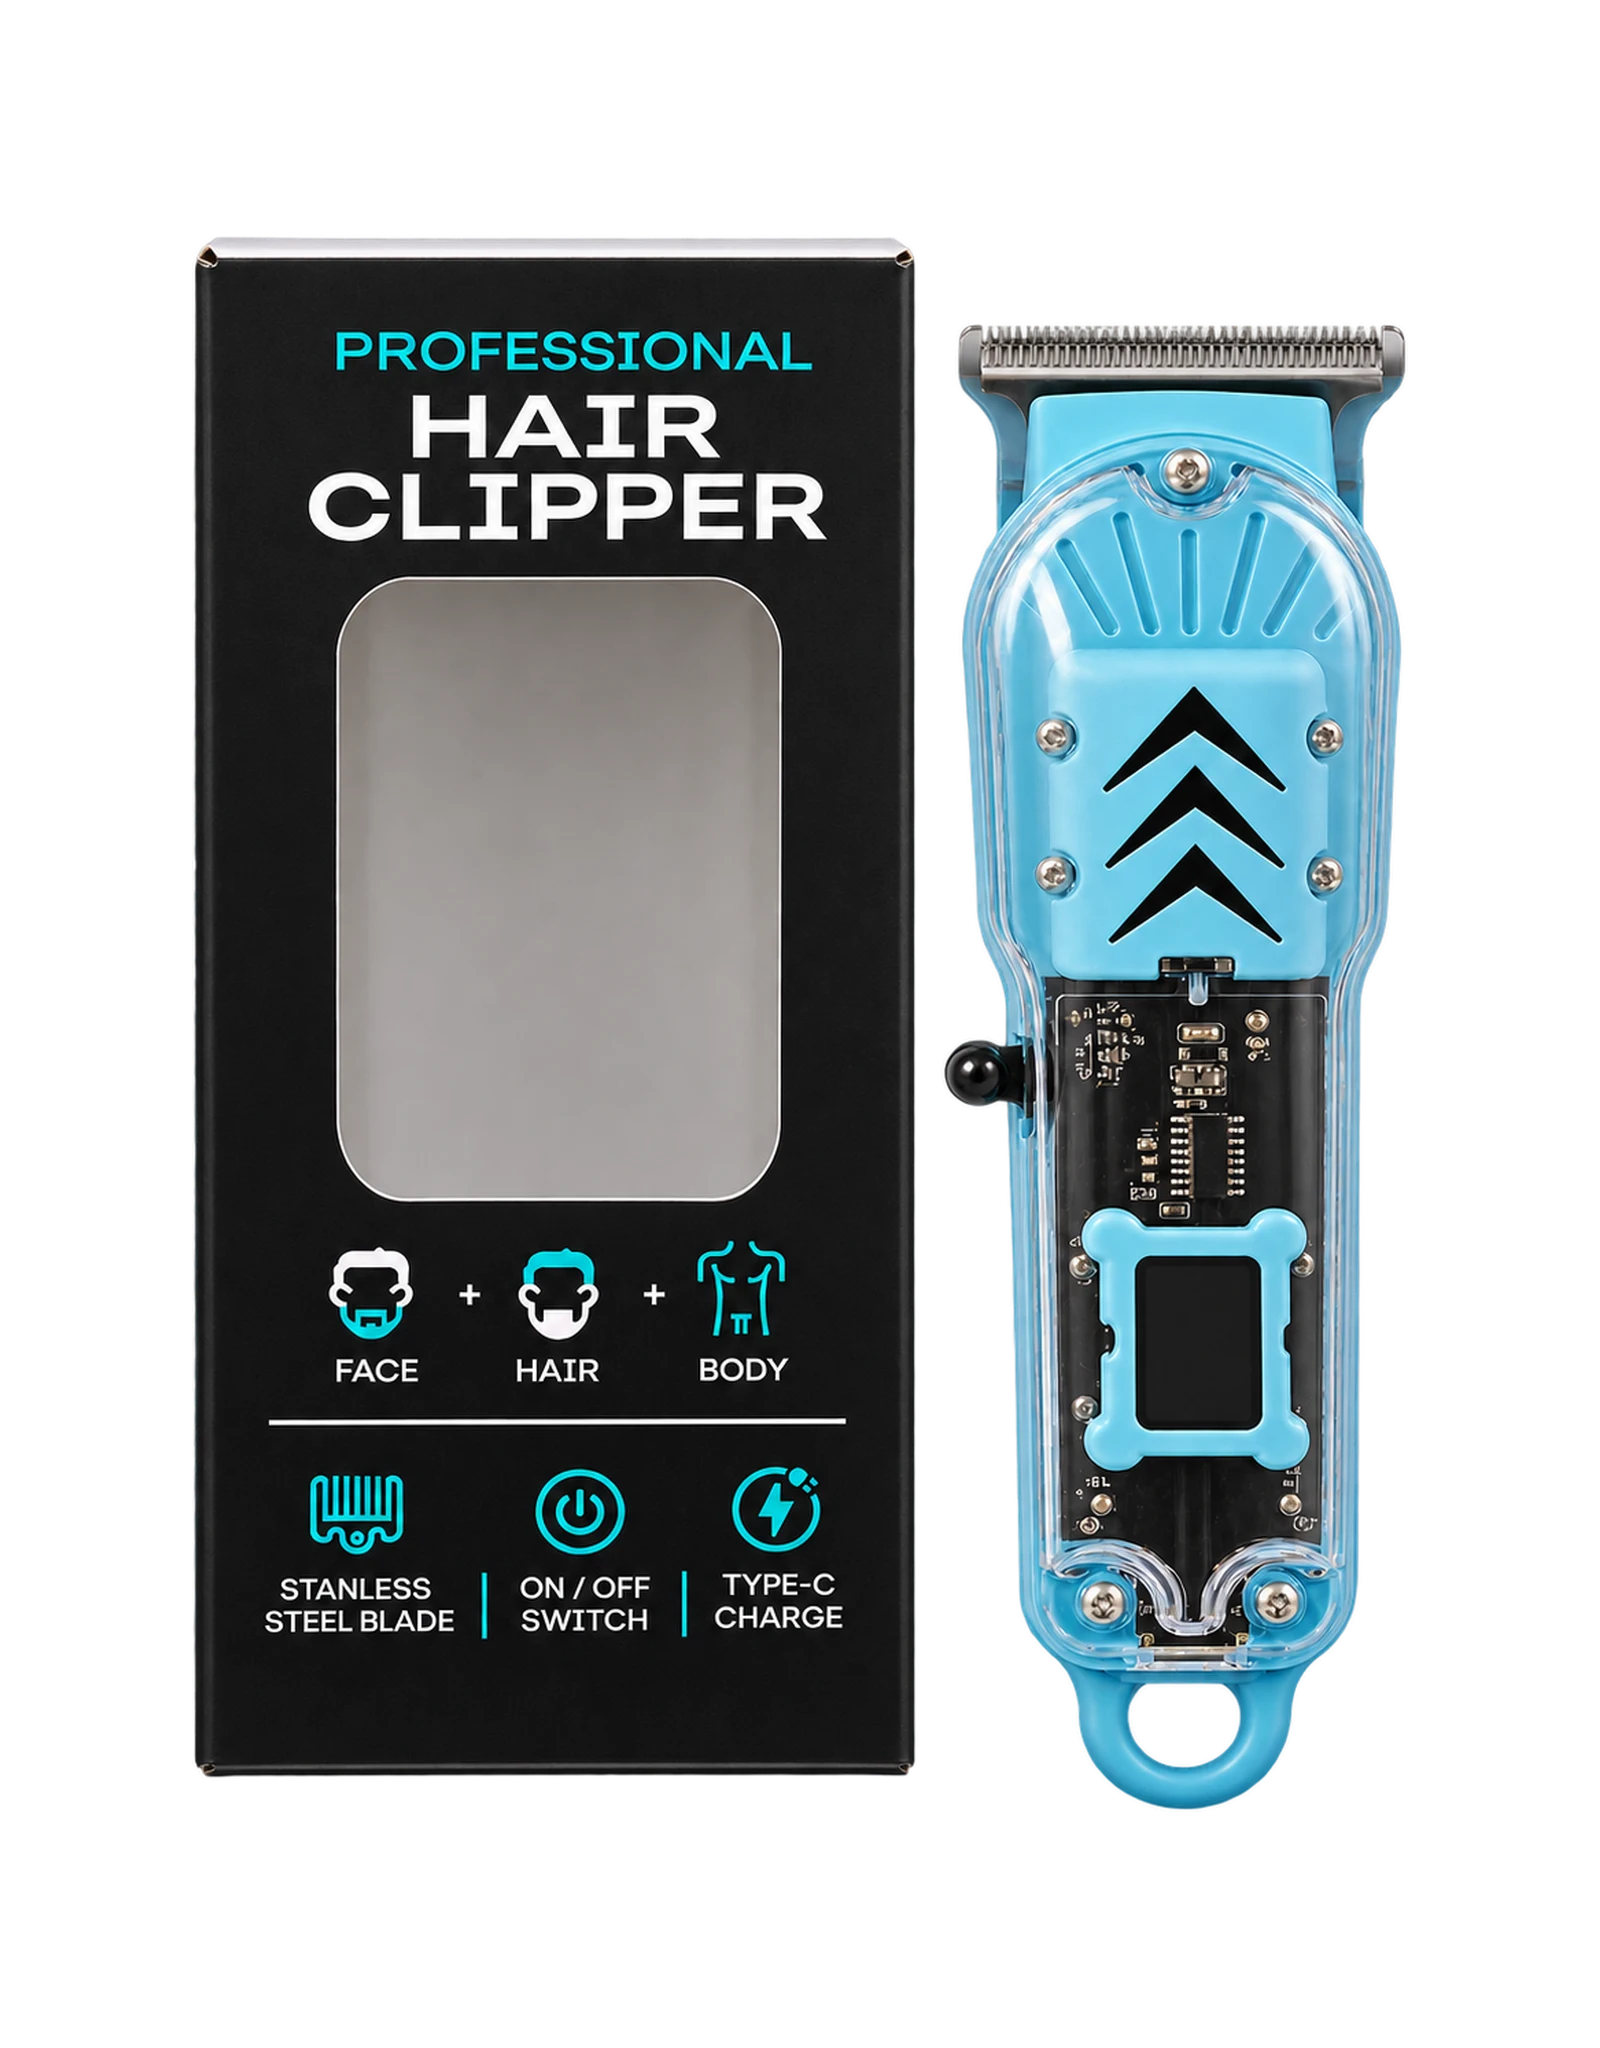 PROFESSIONAL
HAIR
CLIPPER
FACE + HAIR + BODY
STANLESS
STEEL BLADE
ON / OFF
SWITCH
TYPE-C
CHARGE